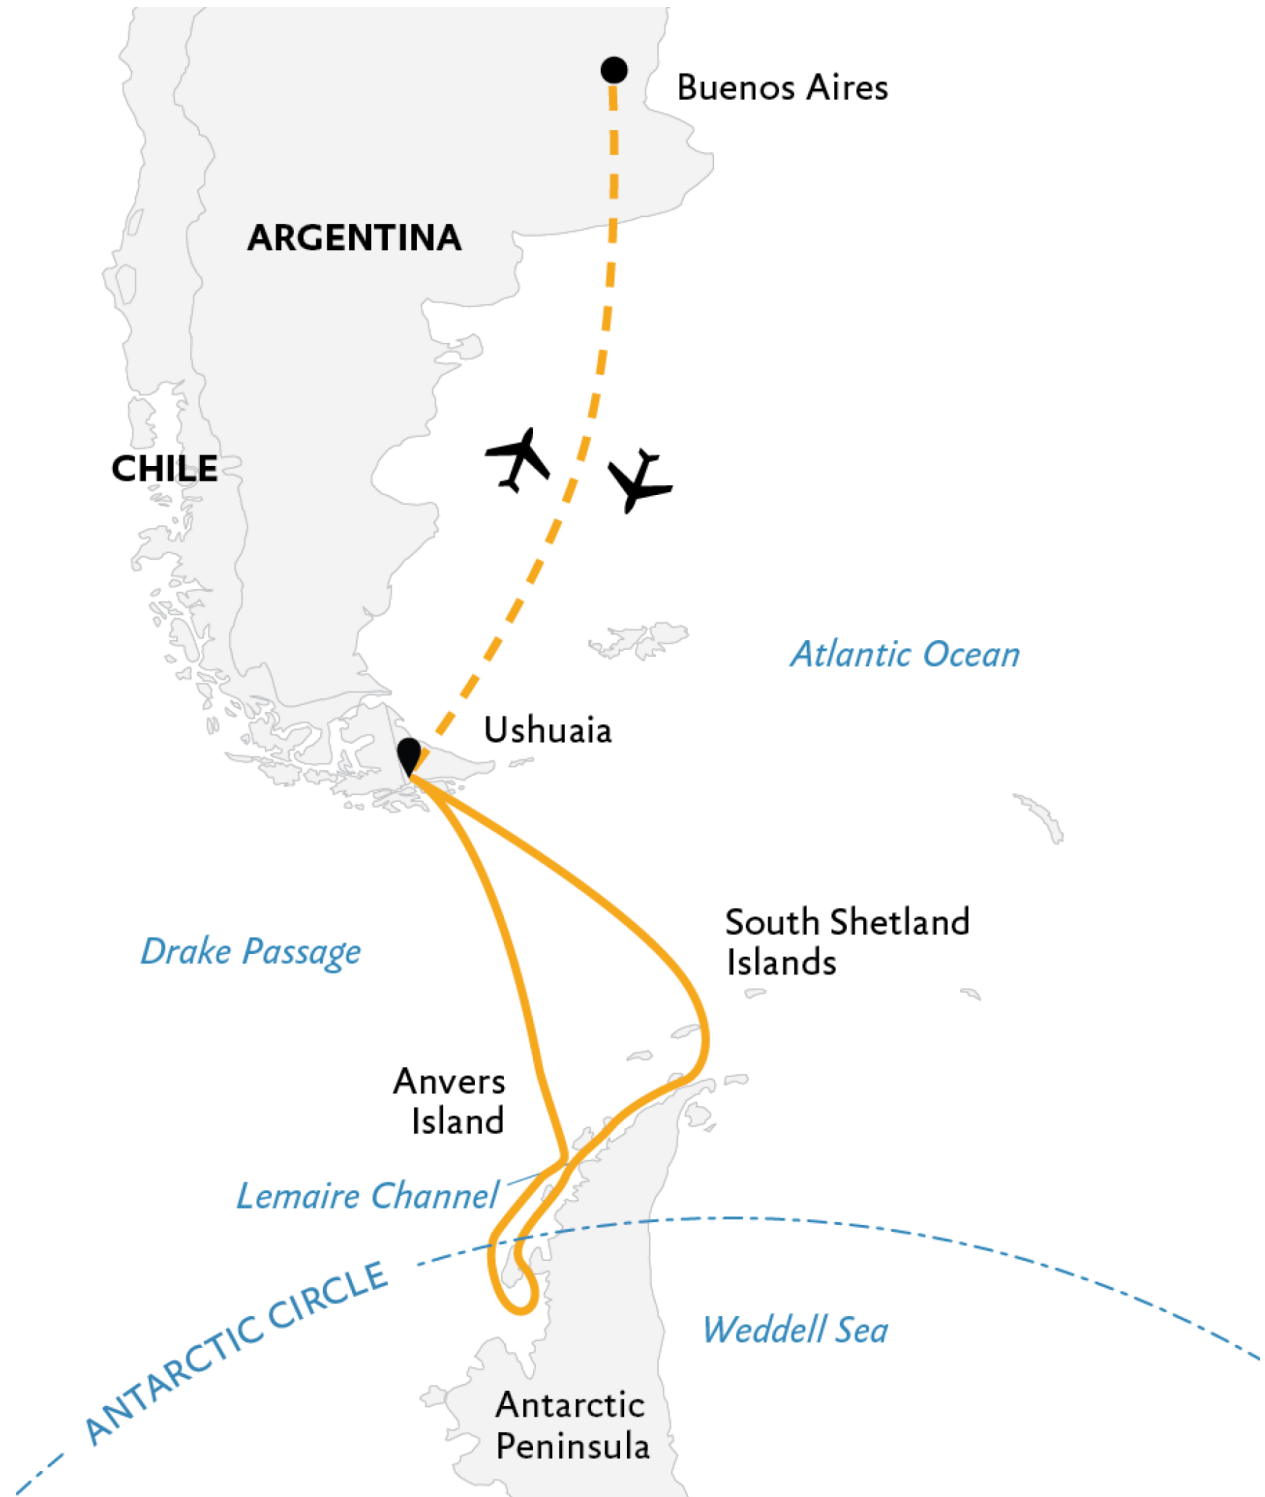 Buenos Aires
ARGENTINA
CHILE
Atlantic Ocean
Ushuaia
South Shetland
Islands
Drake Passage
Anvers
Island
Lemaire Channel
ANTARCTIC CIRCLE
Weddell Sea
Antarctic
Peninsula